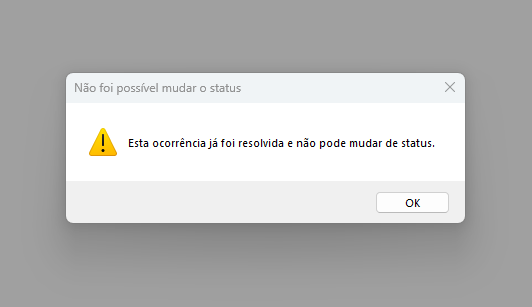 Não foi possível mudar o status
Esta ocorrência já foi resolvida e não pode mudar de status.
OK